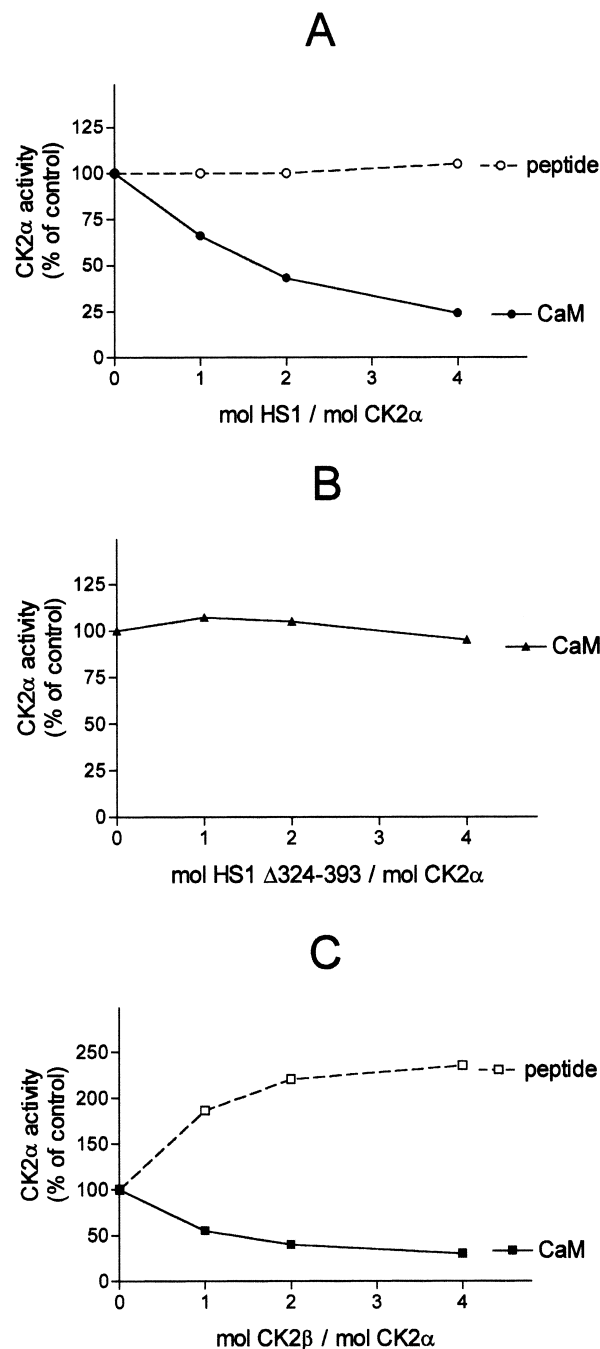 A
125
100
75
50
25
0
CK2α activity
(% of control)
peptide
CaM
0 1 2 3 4
mol HS1 / mol CK2α
B
125
100
75
50
25
0
CK2α activity
(% of control)
CaM
0 1 2 3 4
mol HS1 Δ324-393 / mol CK2α
C
250
200
150
100
50
0
CK2α activity
(% of control)
peptide
CaM
0 1 2 3 4
mol CK2β / mol CK2α